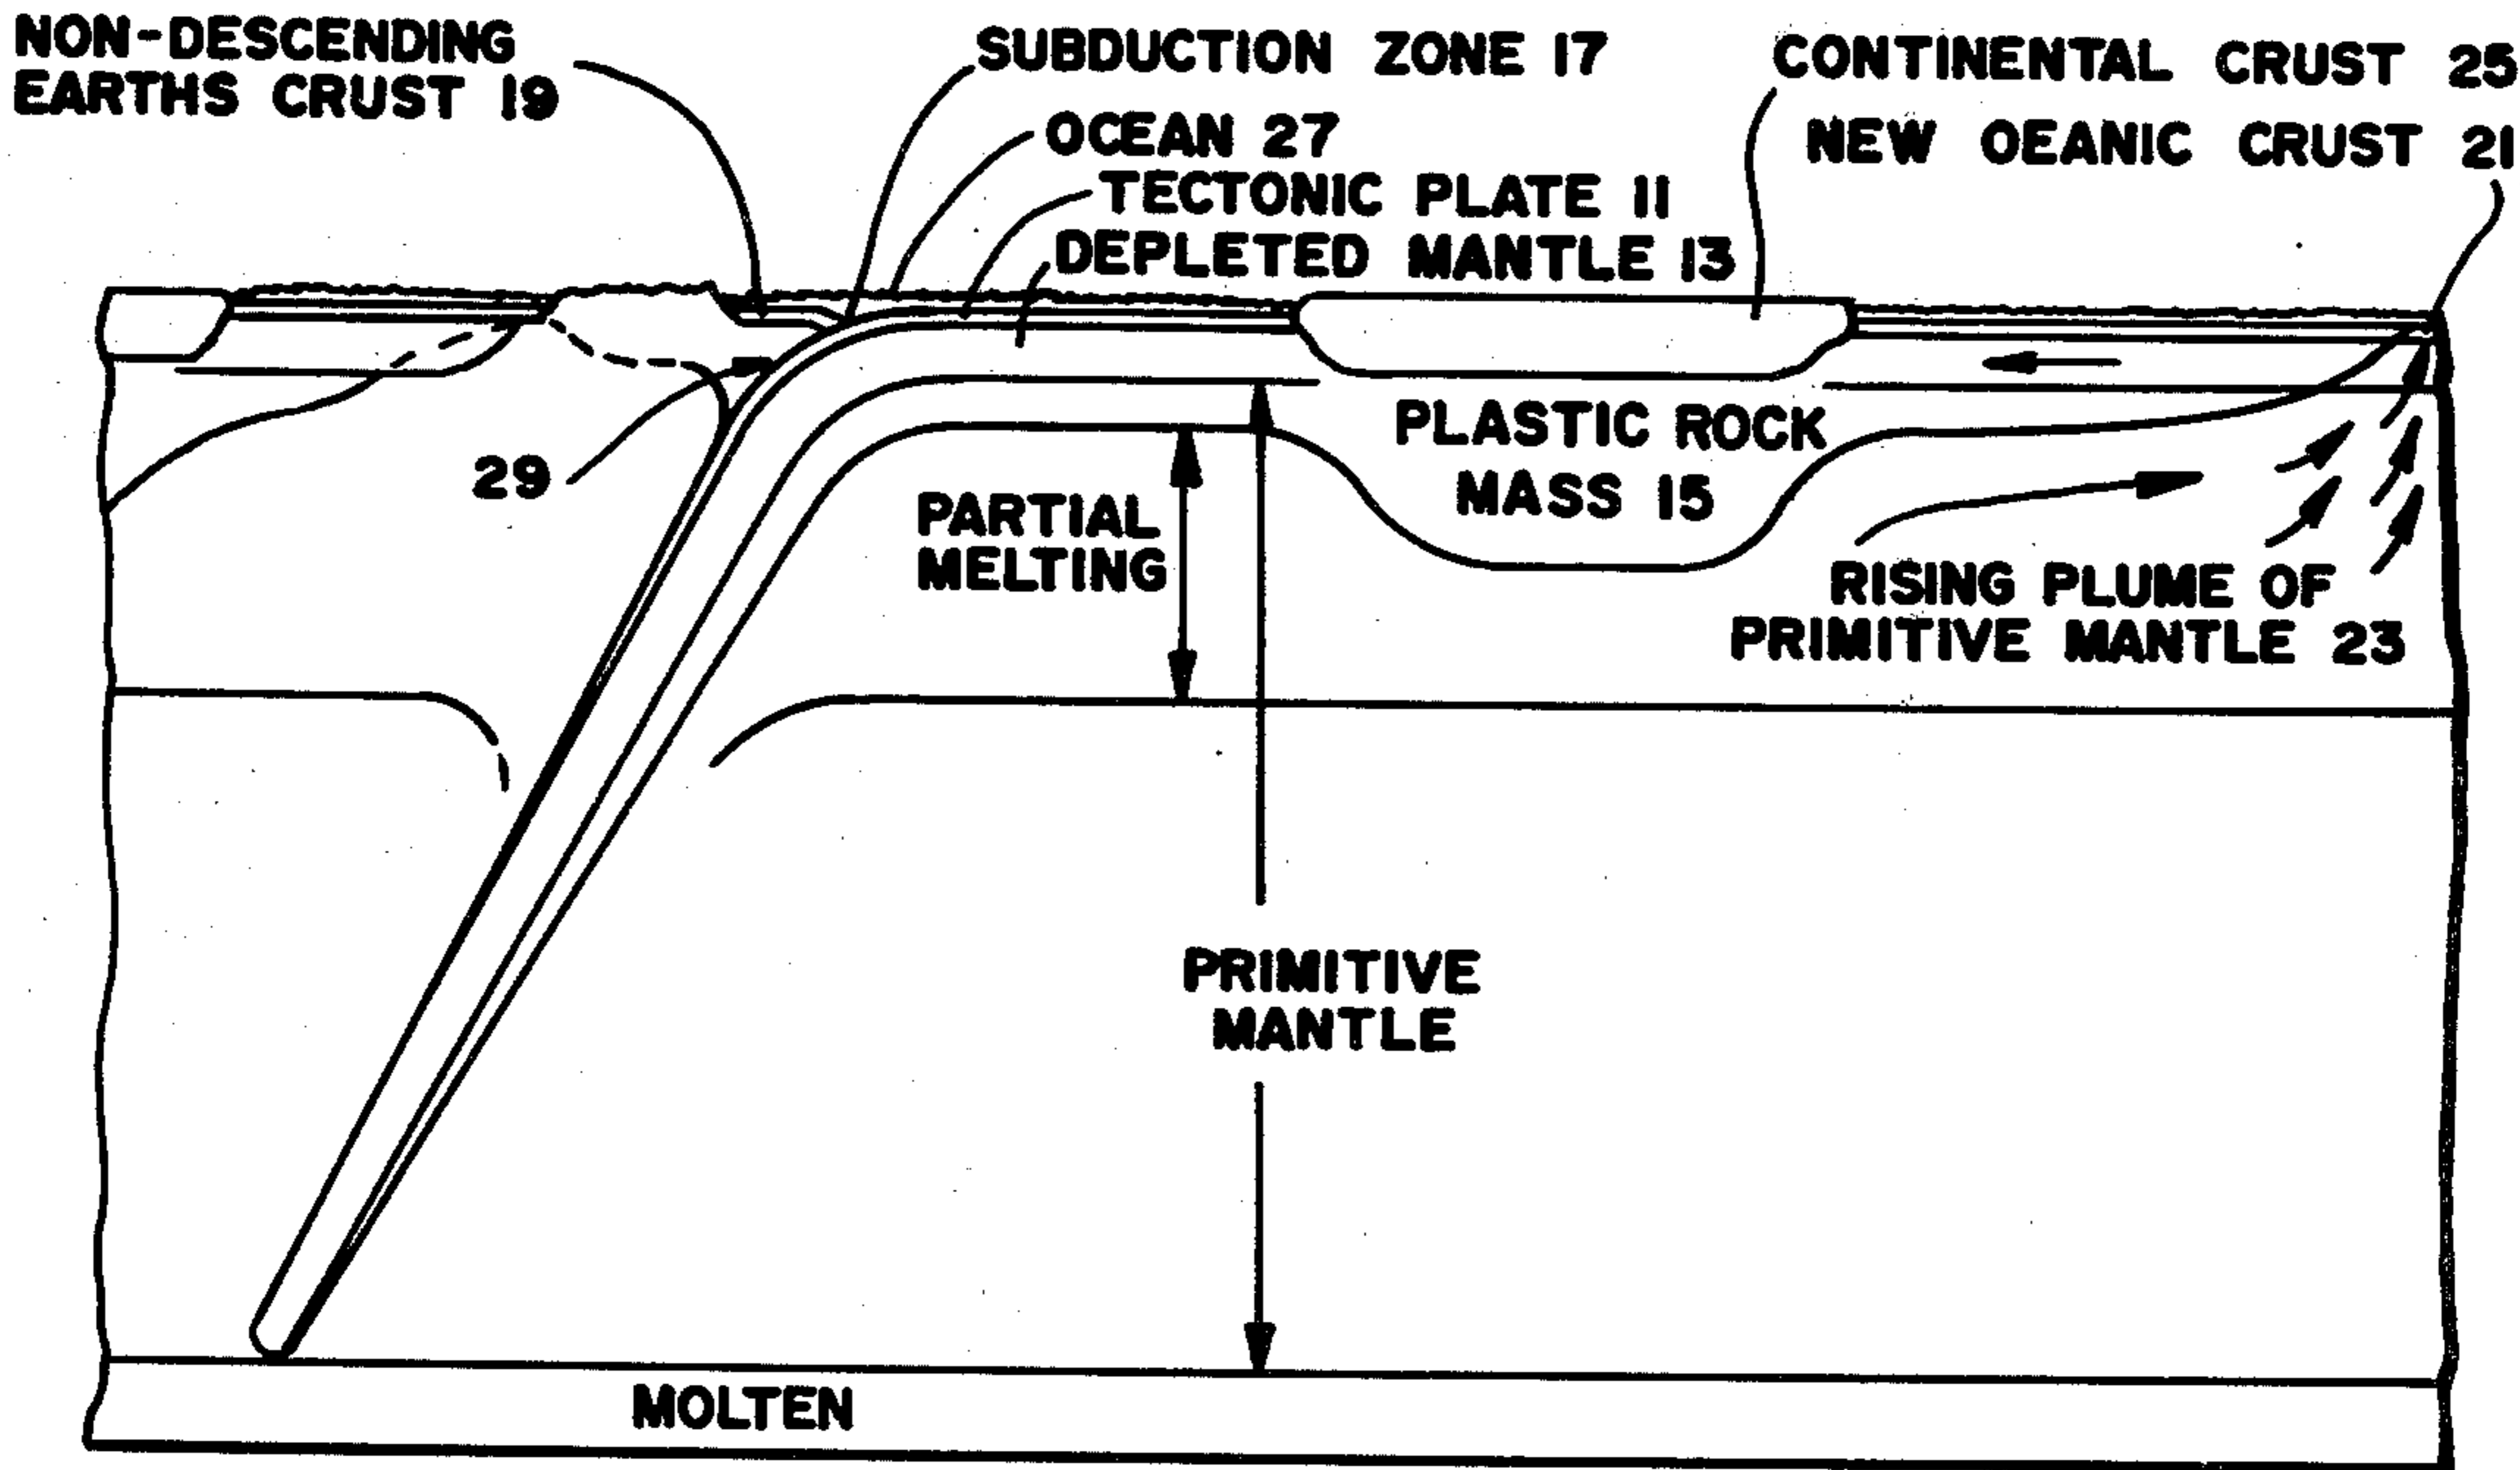 NON-DESCENDING
EARTHS CRUST 19
SUBDUCTION ZONE 17
OCEAN 27
TECTONIC PLATE 11
DEPLETED MANTLE 13
CONTINENTAL CRUST 25
NEW OEANIC CRUST 21
29
PARTIAL
MELTING
PLASTIC ROCK
MASS 15
RISING PLUME OF
PRIMITIVE MANTLE 23
PRIMITIVE
MANTLE
MOLTEN